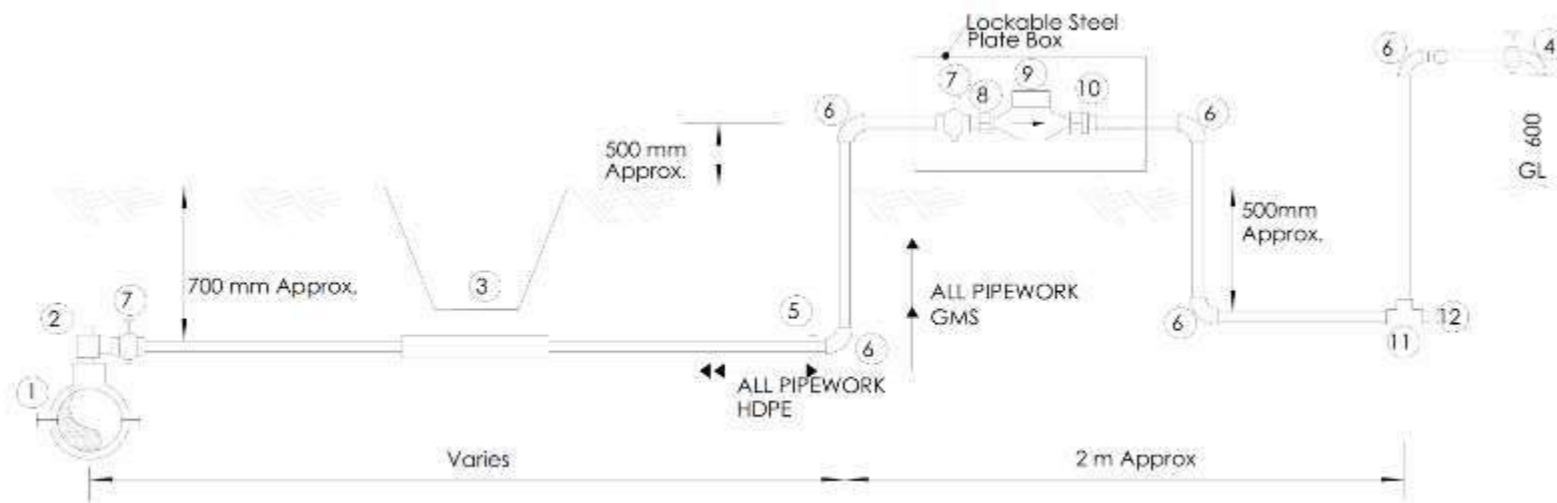 Lockable Steel
Plate Box
6
4
7
9
8
10
6
6
500 mm
Approx.
600
GL
500mm
Approx.
700 mm Approx.
3
ALL PIPEWORK
GMS
2
7
5
6
6
12
11
1
ALL PIPEWORK
HDPE
Varies
2 m Approx